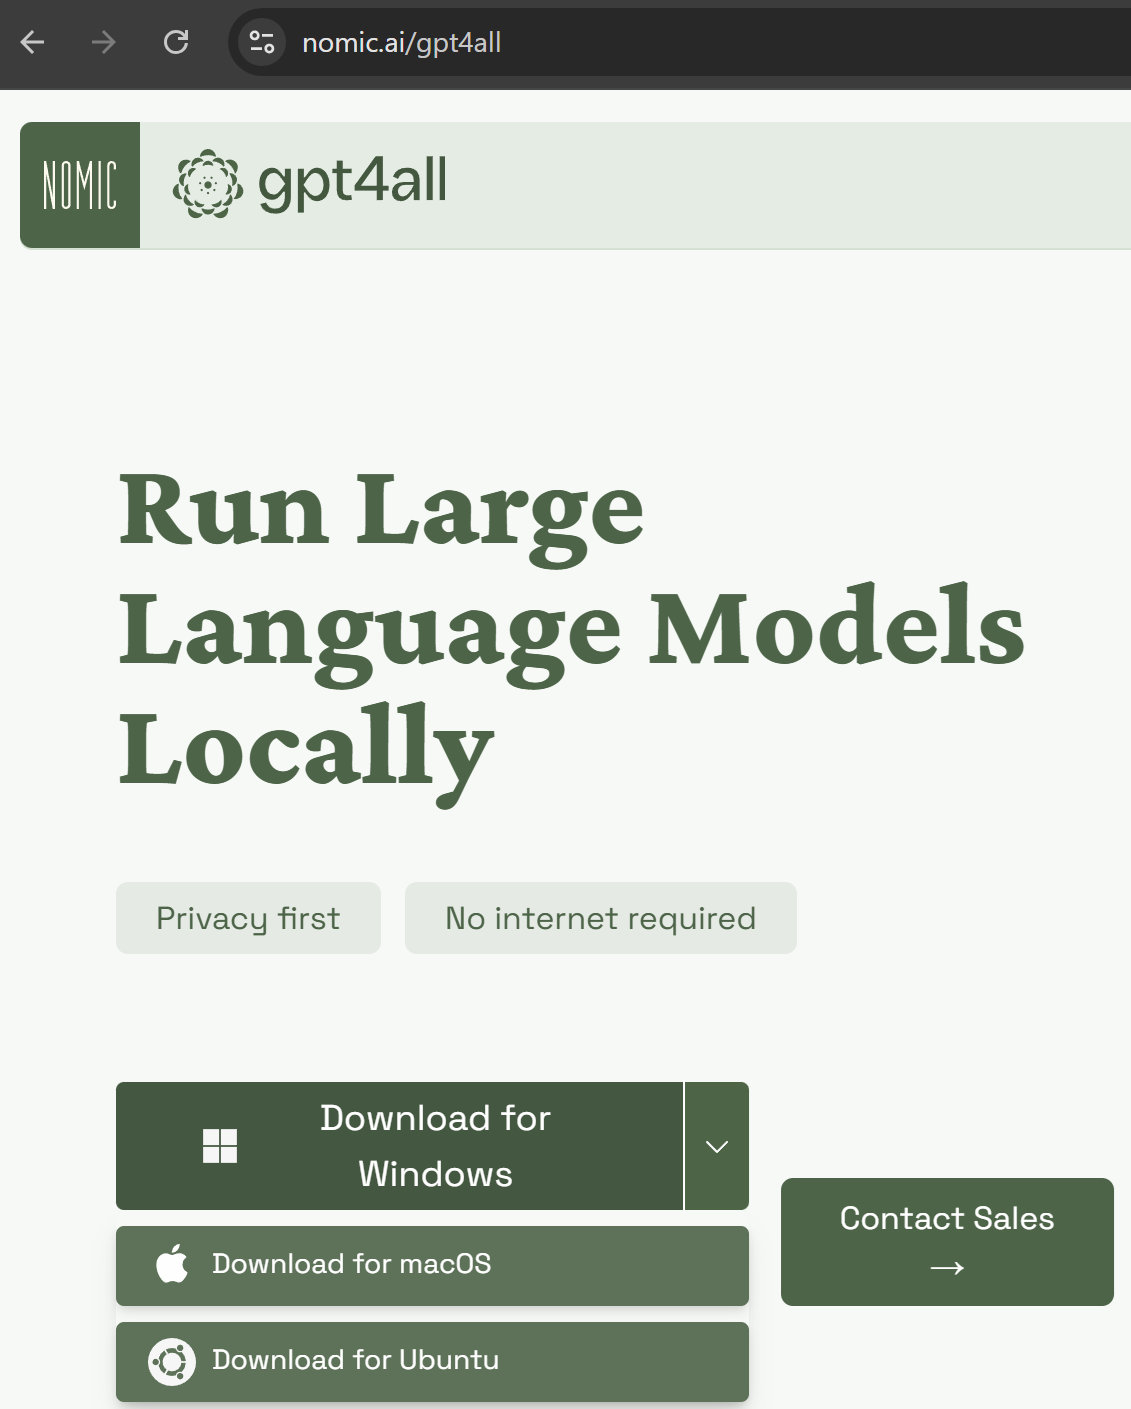 nomic.ai/gpt4all
NOMIC
gpt4all
Run Large
Language Models
Locally
Privacy first
No internet required
Download for
Windows
Contact Sales
→
Download for macOS
Download for Ubuntu